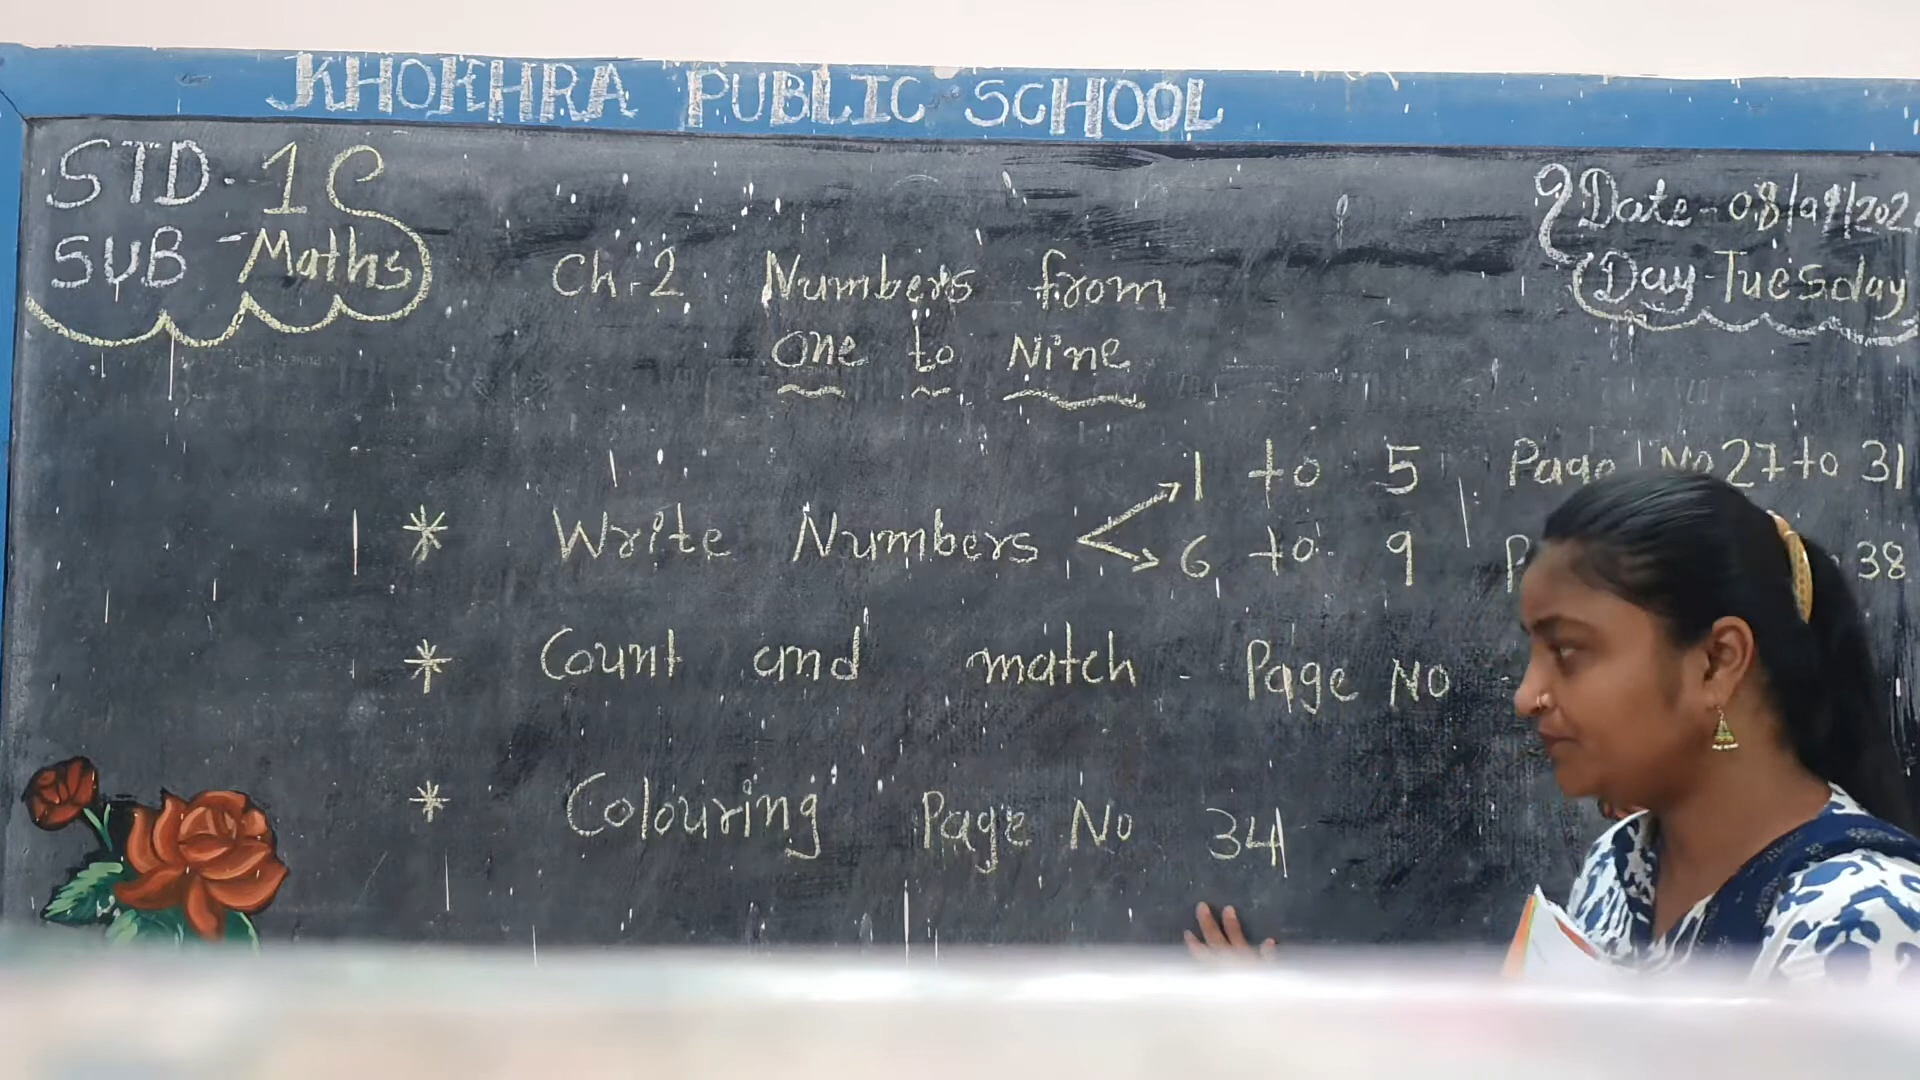 KHOKHRA PUBLIC SCHOOL
STD. 1
SUB - Maths
Date - 08/09/202
Day - Tuesday
Ch. 2 Numbers from
One to Nine
* Write Numbers 1 to 5 Page No 27 to 31
6 to 9 38
* Count and match - Page No
* Colouring Page No 34